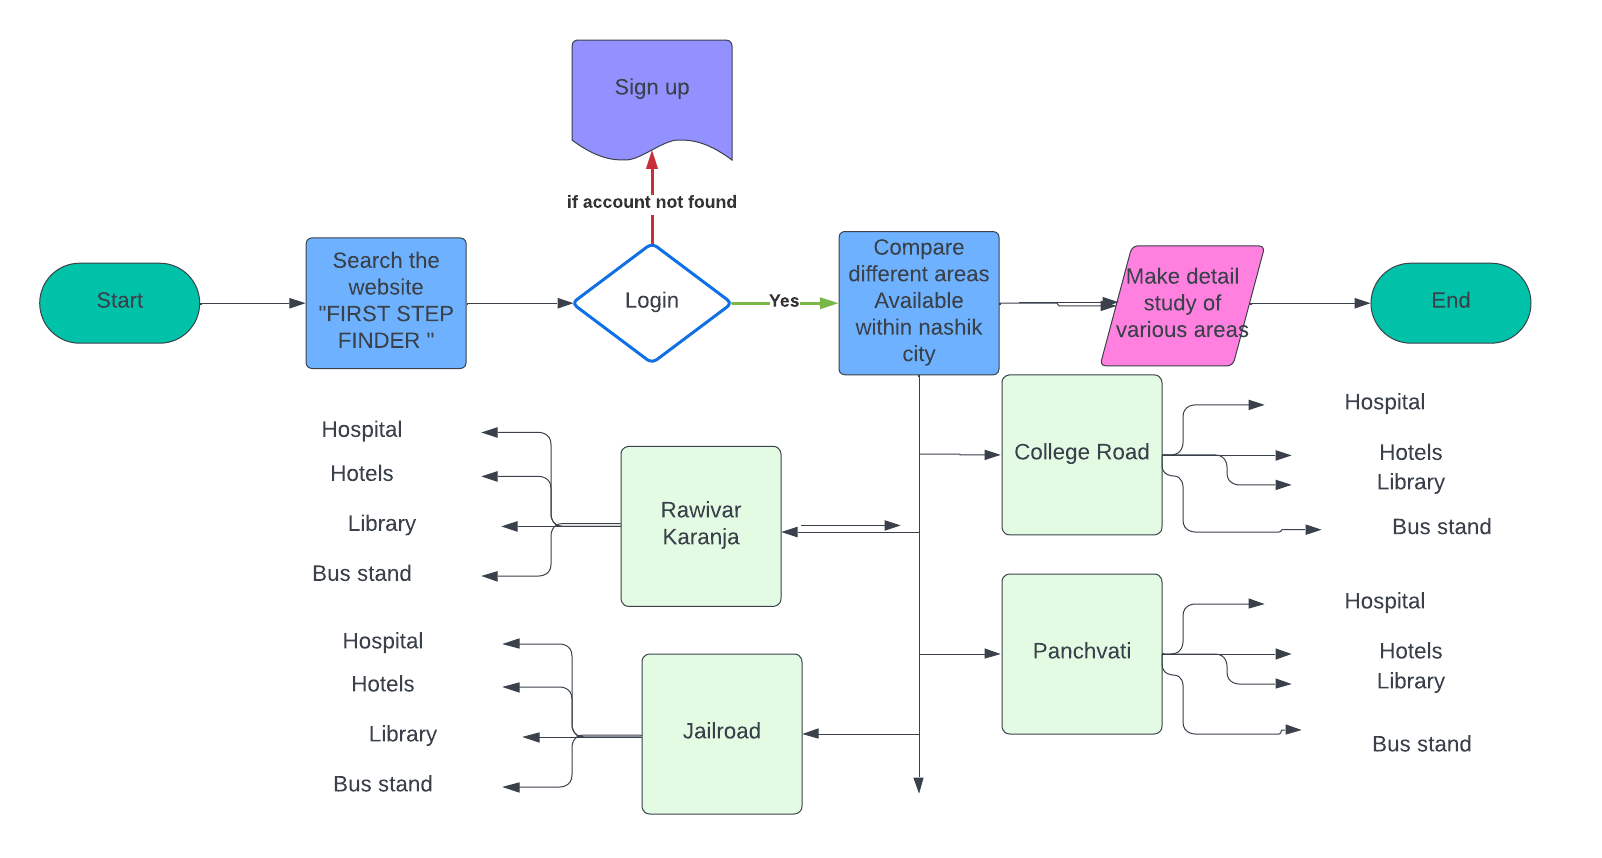 Sign up
if account not found
Start
Search the
website
"FIRST STEP
FINDER "
Login
Yes
Compare
different areas
Available
within nashik
city
Make detail
study of
various areas
End
Hospital
Hotels
Library
Bus stand
Rawivar
Karanja
College Road
Hospital
Hotels
Library
Bus stand
Hospital
Hotels
Library
Bus stand
Jailroad
Panchvati
Hospital
Hotels
Library
Bus stand